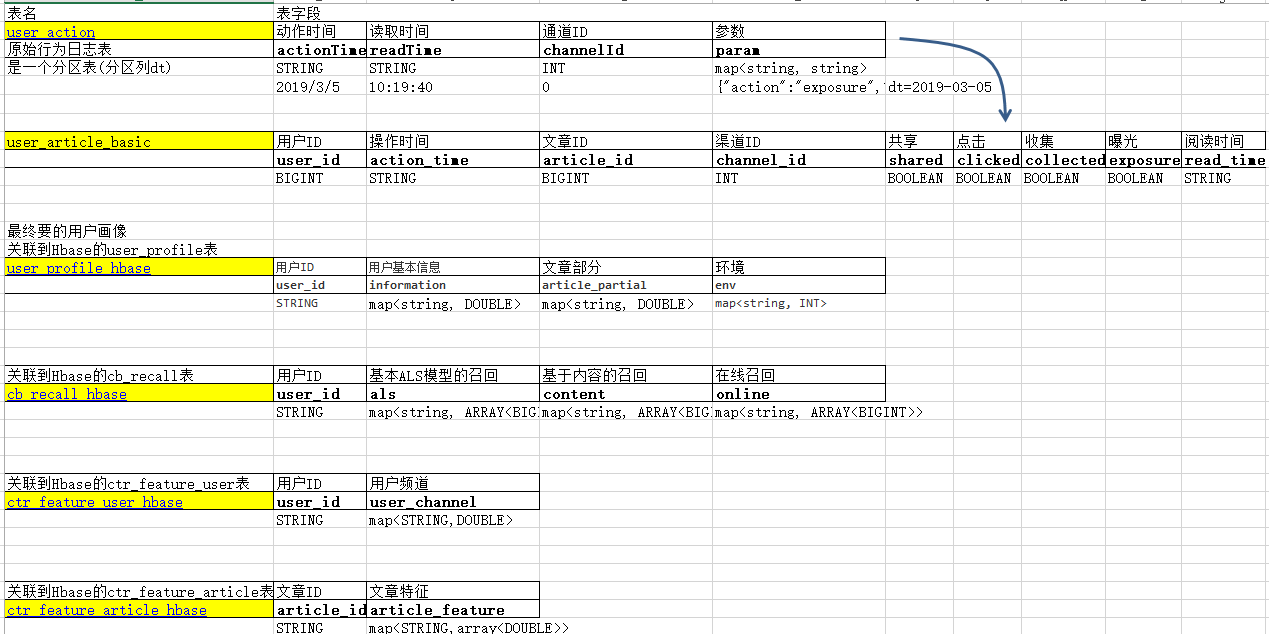 表名 表字段
user_action 动作时间 读取时间 通道ID 参数
原始行为日志表 actionTime readTime channelId param
是一个分区表(分区列dt) STRING STRING INT map<string, string>
2019/3/5 10:19:40 0 {"action":"exposure", dt=2019-03-05
user_article_basic 用户ID 操作时间 文章ID 渠道ID 共享 点击 收集 曝光 阅读时间
user_id action_time article_id channel_id shared clicked collected exposure read_time
BIGINT STRING BIGINT INT BOOLEAN BOOLEAN BOOLEAN BOOLEAN STRING
最终要的用户画像
关联到Hbase的user_profile表
user_profile_hbase 用户ID 用户基本信息 文章部分 环境
user_id information article_partial env
STRING map<string, DOUBLE> map<string, DOUBLE> map<string, INT>
关联到Hbase的cb_recall表 用户ID 基本ALS模型的召回 基于内容的召回 在线召回
cb_recall_hbase user_id als content online
STRING map<string, ARRAY<BIG map<string, ARRAY<BIG map<string, ARRAY<BIGINT>>
关联到Hbase的ctr_feature_user表 用户ID 用户频道
ctr_feature_user_hbase user_id user_channel
STRING map<STRING,DOUBLE>
关联到Hbase的ctr_feature_article表 文章ID 文章特征
ctr_feature_article_hbase article_id article_feature
STRING map<STRING,array<DOUBLE>>